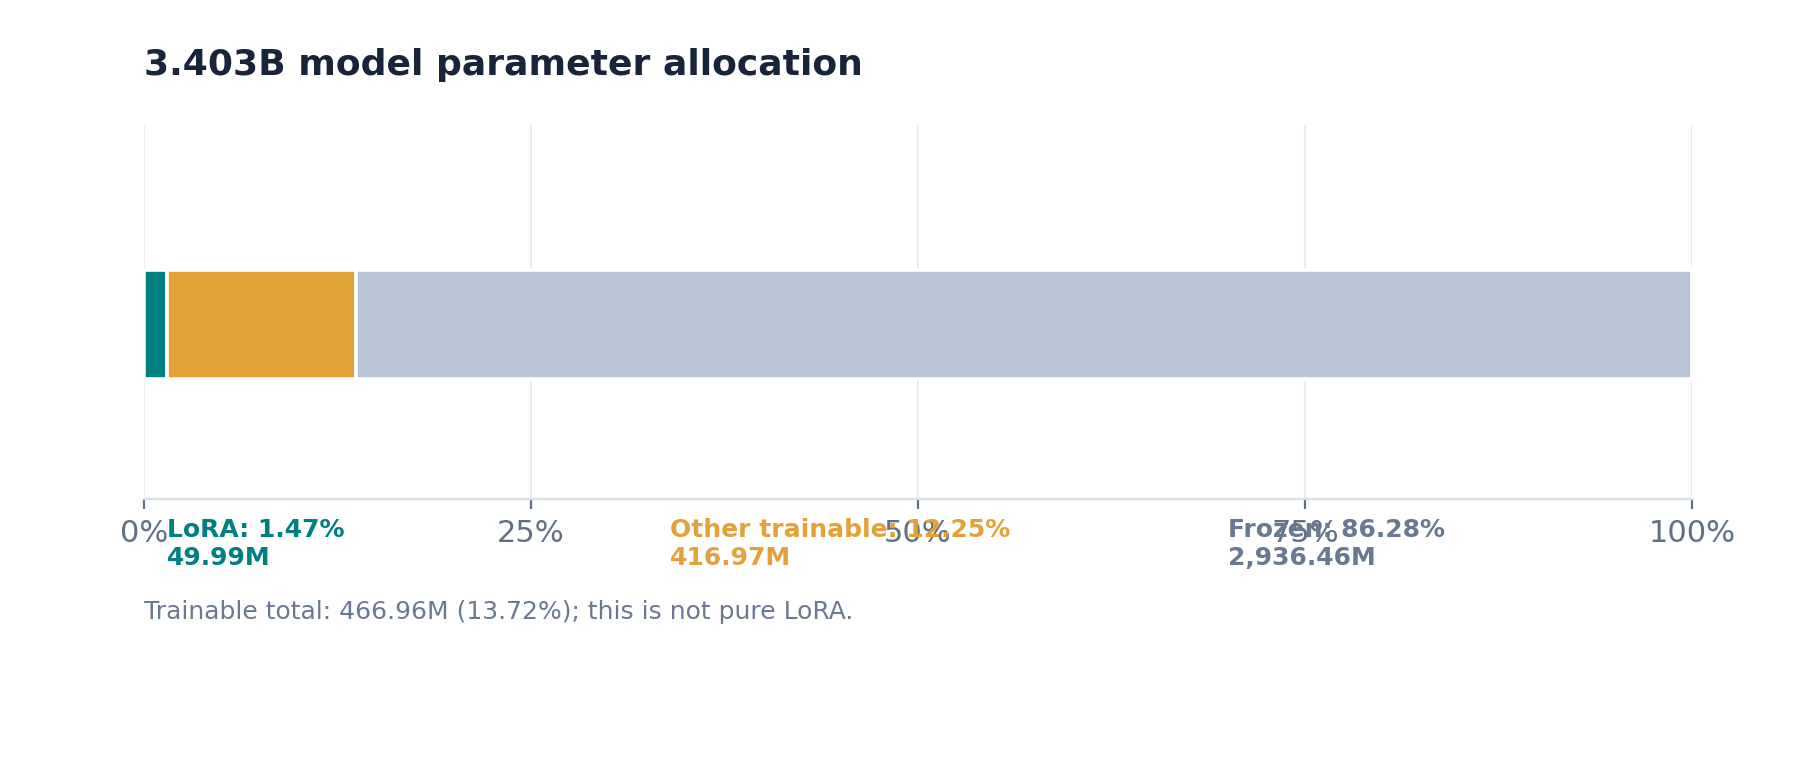 3.403B model parameter allocation
0% 25% 50% 75% 100%
LoRA: 1.47%
49.99M
Other trainable: 12.25%
416.97M
Frozen: 86.28%
2,936.46M
Trainable total: 466.96M (13.72%); this is not pure LoRA.